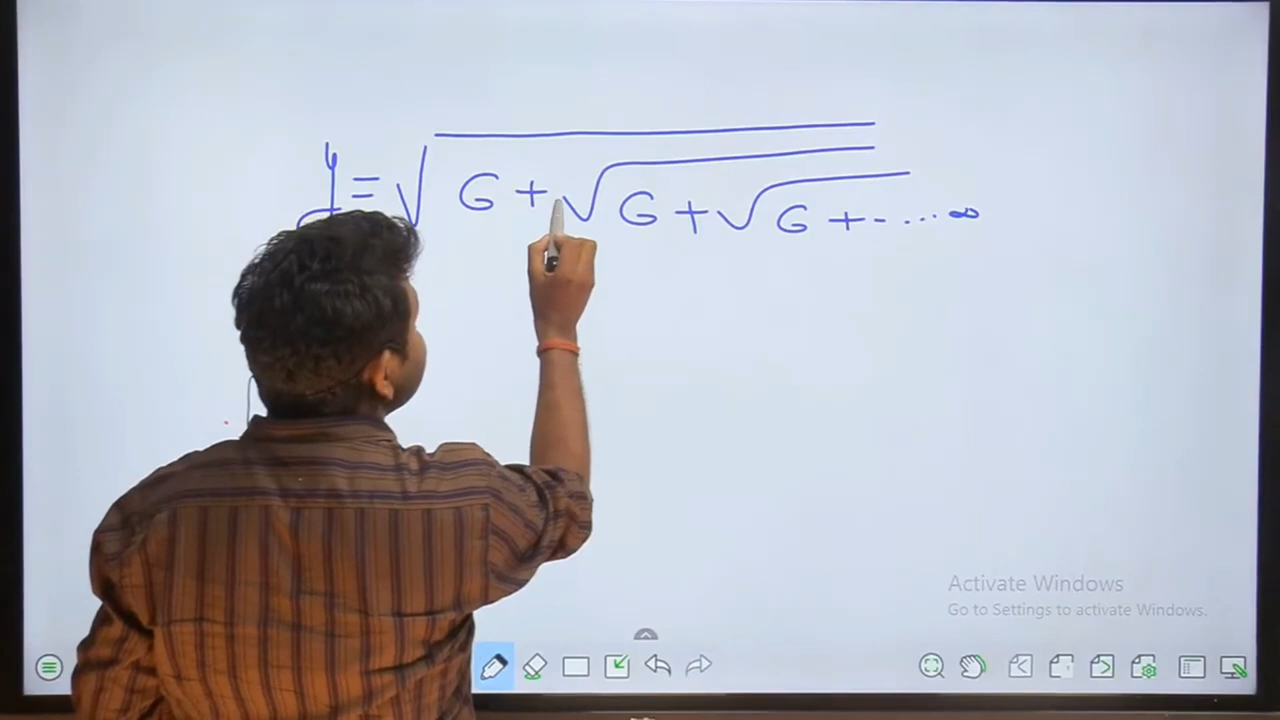 y = √6 + √6 + √6 + - ... ∞
Activate Windows
Go to Settings to activate Windows.